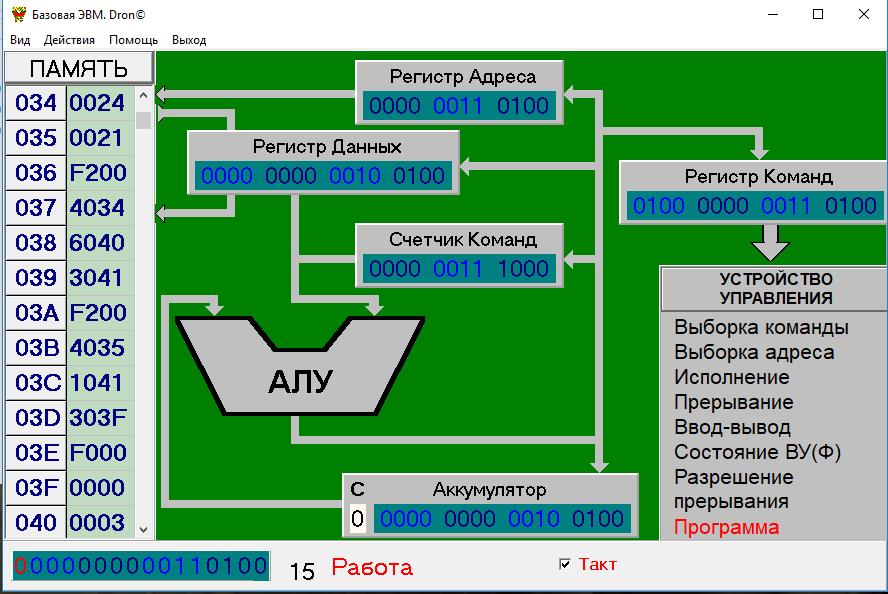 Базовая ЭВМ. Dron©
Вид Действия Помощь Выход
ПАМЯТЬ
034 0024
035 0021
036 F200
037 4034
038 6040
039 3041
03A F200
03B 4035
03C 1041
03D 303F
03E F000
03F 0000
040 0003
Регистр Адреса
0000 0011 0100
Регистр Данных
0000 0000 0010 0100
Регистр Команд
0100 0000 0011 0100
Счетчик Команд
0000 0011 1000
АЛУ
УСТРОЙСТВО
УПРАВЛЕНИЯ
Выборка команды
Выборка адреса
Исполнение
Прерывание
Ввод-вывод
Состояние ВУ(Ф)
Разрешение
прерывания
Программа
С Аккумулятор
0 0000 0000 0010 0100
0000000000110100 15 Работа Такт